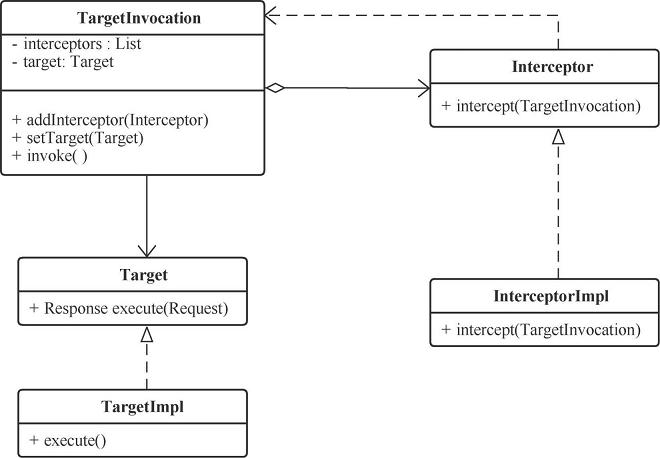 TargetInvocation
- interceptors : List
- target: Target
+ addInterceptor(Interceptor)
+ setTarget(Target)
+ invoke( )
Interceptor
+ intercept(TargetInvocation)
Target
+ Response execute(Request)
InterceptorImpl
+ intercept(TargetInvocation)
TargetImpl
+ execute()